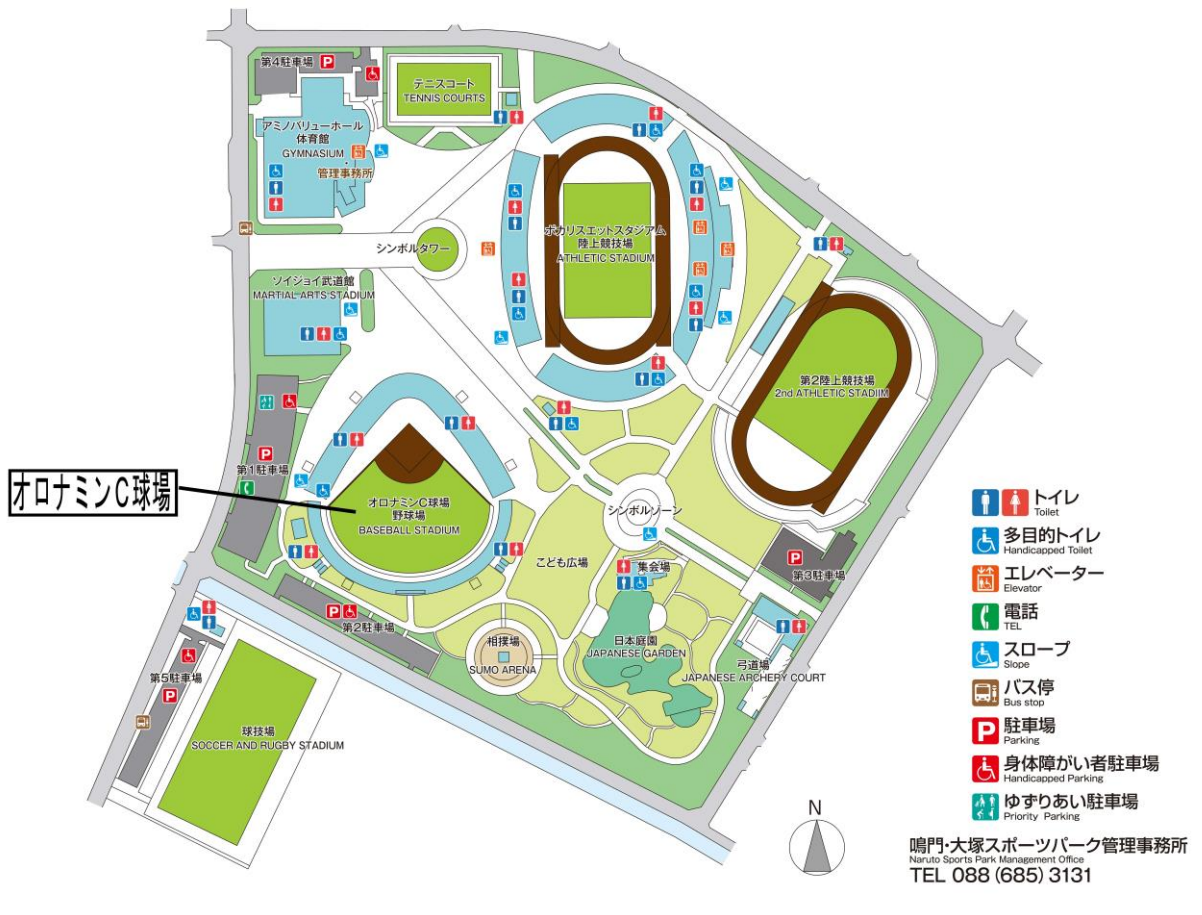 第4駐車場
P
テニスコート
TENNIS COURTS
アミノバリューホール
体育館
GYMNASIUM
・
管理事務所
ポカリスエットスタジアム
陸上競技場
ATHLETIC STADIUM
シンボルタワー
ソイジョイ武道館
MARTIAL ARTS STADIUM
第2陸上競技場
2nd ATHLETIC STADIIM
P
第1駐車場
オロナミンC球場
オロナミンC球場
野球場
BASEBALL STADIUM
シンボルゾーン
こども広場
集会場
P
第3駐車場
P
第2駐車場
相撲場
SUMO ARENA
日本庭園
JAPANESE GARDEN
弓道場
JAPANESE ARCHERY COURT
第5駐車場
P
球技場
SOCCER AND RUGBY STADIUM
トイレ
Toilet
多目的トイレ
Handicapped Toilet
エレベーター
Elevator
電話
TEL
スロープ
Slope
バス停
Bus stop
P 駐車場
Parking
身体障がい者駐車場
Handicapped Parking
ゆずりあい駐車場
Priority Parking
N
鳴門・大塚スポーツパーク管理事務所
Naruto Sports Park Management Office
TEL 088 (685) 3131